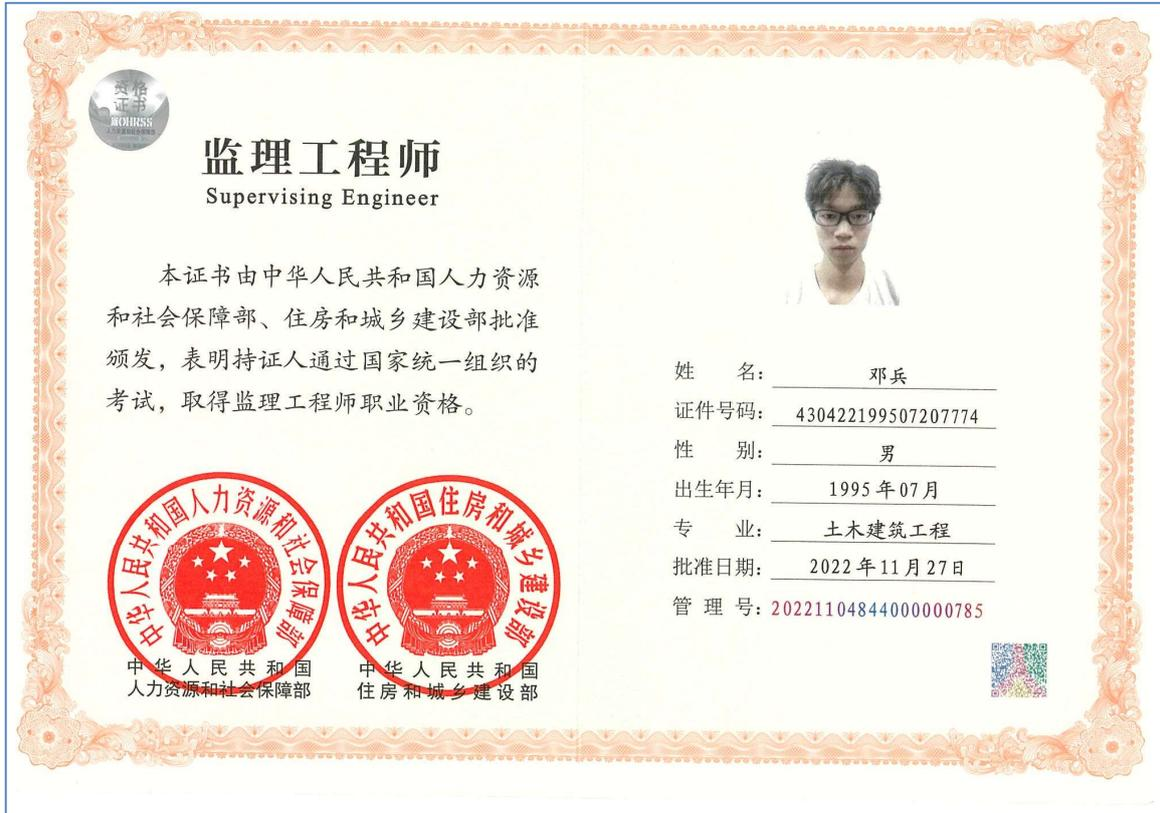 资格
证书
MOHRSS
监理工程师
Supervising Engineer
本证书由中华人民共和国人力资源
和社会保障部、住房和城乡建设部批准
颁发，表明持证人通过国家统一组织的
考试，取得监理工程师职业资格。
中华人民共和国人力资源和社会保障部
中华人民共和国住房和城乡建设部
中华人民共和国
人力资源和社会保障部
中华人民共和国
住房和城乡建设部
姓 名： 邓兵
证件号码： 430422199507207774
性 别： 男
出生年月： 1995年07月
专 业： 土木建筑工程
批准日期： 2022年11月27日
管 理 号： 20221104844000000785